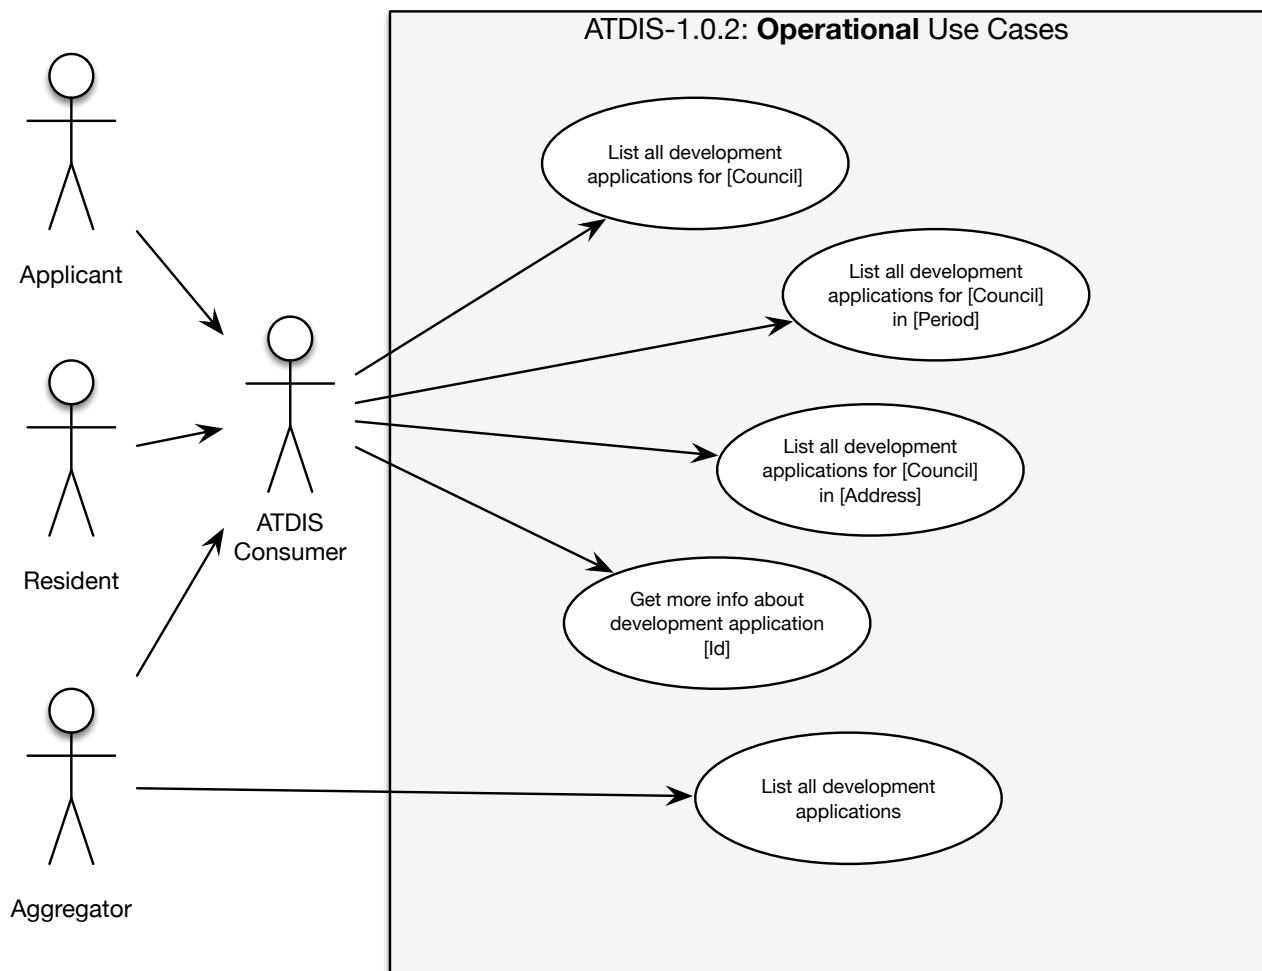 ATDIS-1.0.2: Operational Use Cases
List all development
applications for [Council]
Applicant
List all development
applications for [Council]
in [Period]
ATDIS
Consumer
List all development
applications for [Council]
in [Address]
Resident
Get more info about
development application
[Id]
List all development
applications
Aggregator